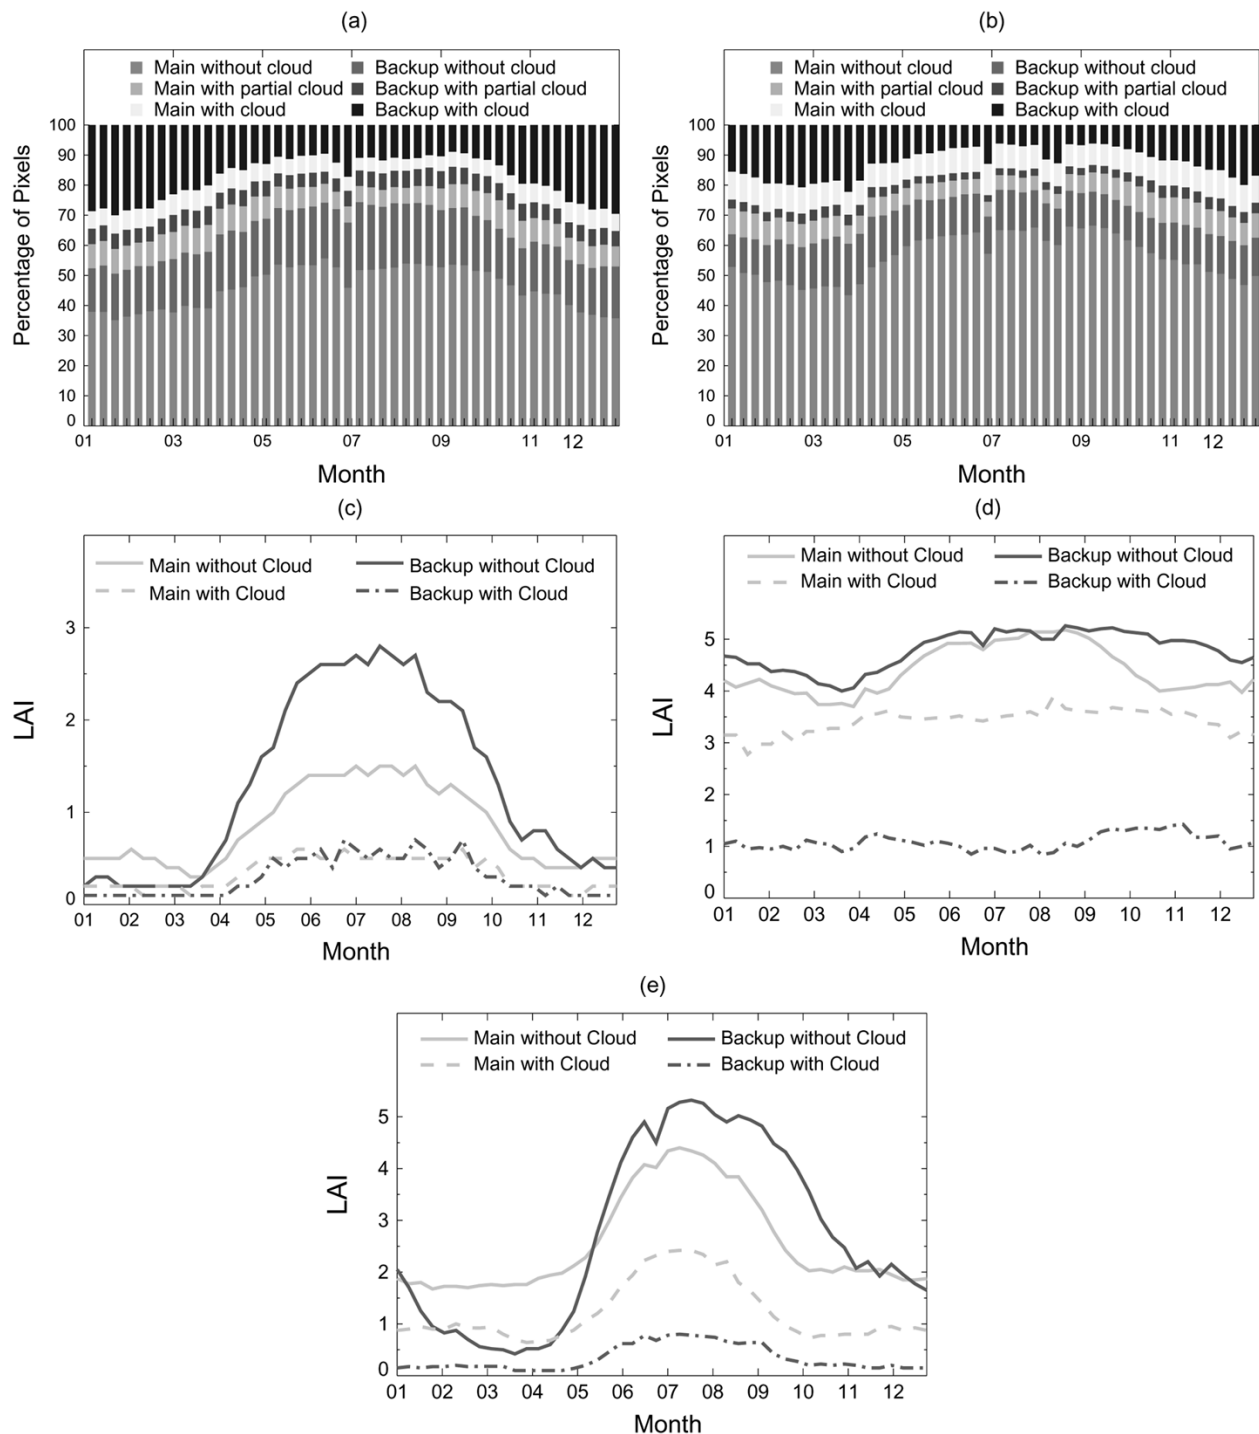 (a)
Main without cloud Backup without cloud
Main with partial cloud Backup with partial cloud
Main with cloud Backup with cloud
100
90
80
70
60
50
40
30
20
10
0
Percentage of Pixels
01 03 05 07 09 11 12
Month
(b)
Main without cloud Backup without cloud
Main with partial cloud Backup with partial cloud
Main with cloud Backup with cloud
100
90
80
70
60
50
40
30
20
10
0
Percentage of Pixels
01 03 05 07 09 11 12
Month
(c)
Main without Cloud Backup without Cloud
Main with Cloud Backup with Cloud
3
2
1
0
LAI
01 02 03 04 05 06 07 08 09 10 11 12
Month
(d)
Main without Cloud Backup without Cloud
Main with Cloud Backup with Cloud
5
4
3
2
1
0
LAI
01 02 03 04 05 06 07 08 09 10 11 12
Month
(e)
Main without Cloud Backup without Cloud
Main with Cloud Backup with Cloud
5
4
3
2
1
0
LAI
01 02 03 04 05 06 07 08 09 10 11 12
Month